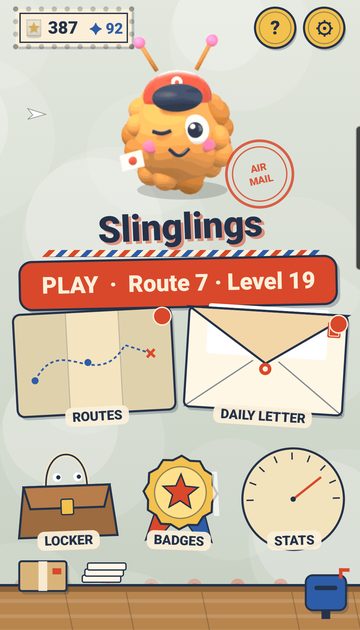 387 92
?
AIR
MAIL
Slinglings
PLAY · Route 7 · Level 19
ROUTES
DAILY LETTER
LOCKER
BADGES
STATS